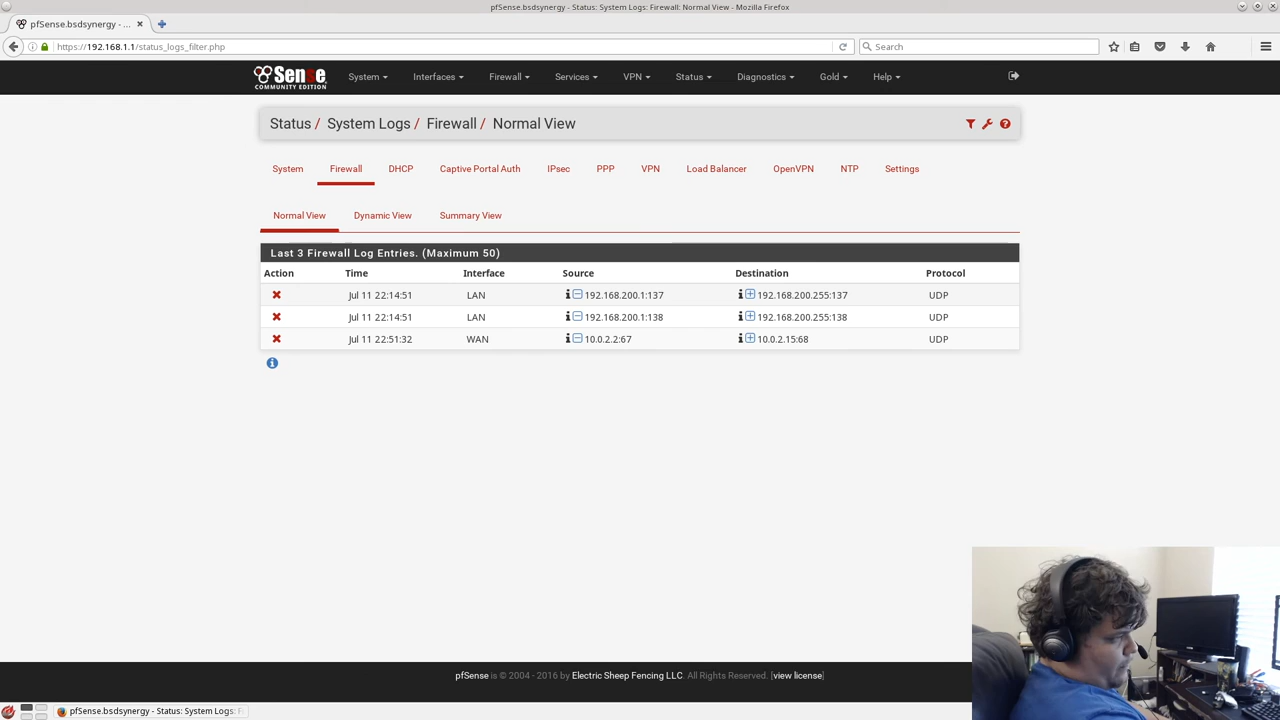 pfSense.bsdsynergy - Status: System Logs: Firewall: Normal View - Mozilla Firefox
pfSense.bsdsynergy - ...
https://192.168.1.1/status_logs_filter.php
Search
Sense
COMMUNITY EDITION
System Interfaces Firewall Services VPN Status Diagnostics Gold Help
Status / System Logs / Firewall / Normal View
System Firewall DHCP Captive Portal Auth IPsec PPP VPN Load Balancer OpenVPN NTP Settings
Normal View Dynamic View Summary View
Last 3 Firewall Log Entries. (Maximum 50)
Action Time Interface Source Destination Protocol
Jul 11 22:14:51 LAN 192.168.200.1:137 192.168.200.255:137 UDP
Jul 11 22:14:51 LAN 192.168.200.1:138 192.168.200.255:138 UDP
Jul 11 22:51:32 WAN 10.0.2.2:67 10.0.2.15:68 UDP
pfSense is © 2004 - 2016 by Electric Sheep Fencing LLC. All Rights Reserved. [view license]
pfSense.bsdsynergy - Status: System Logs: F